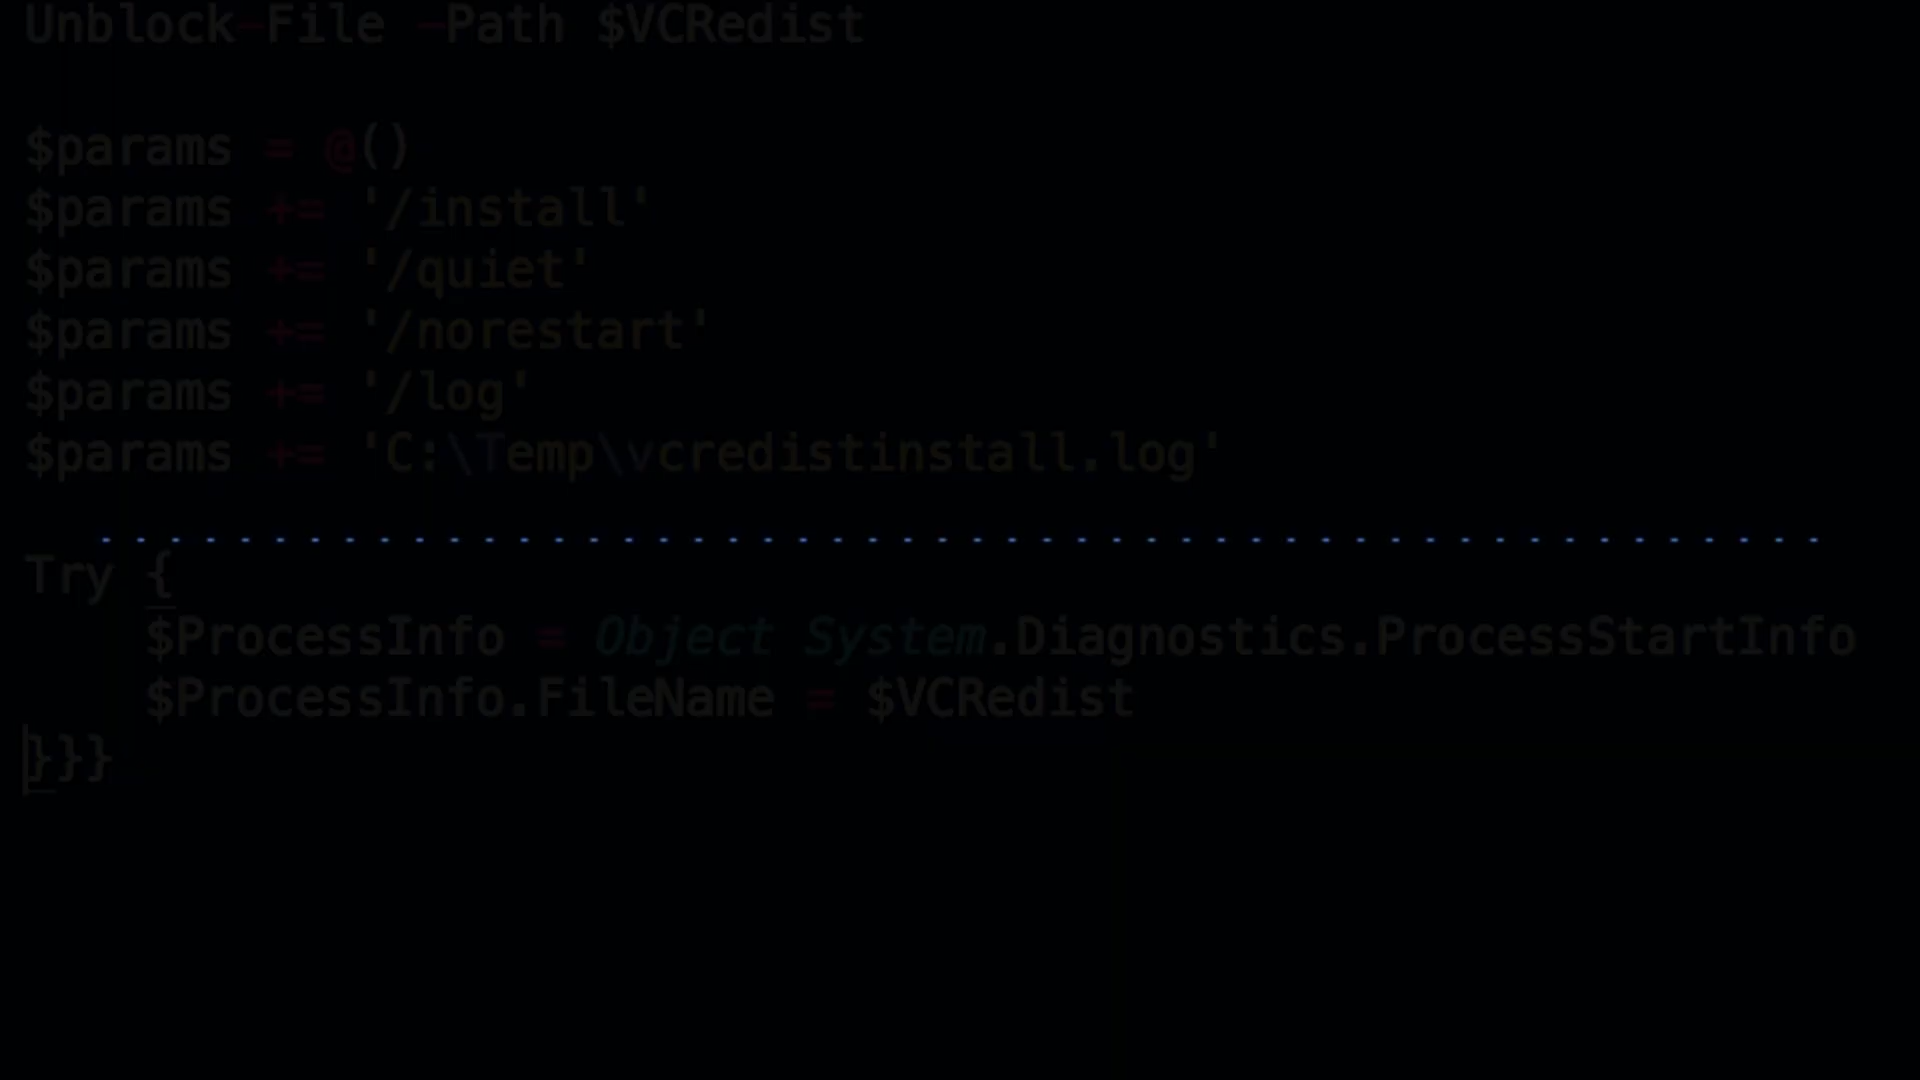 Unblock-File -Path $VCRedist
$params = @()
$params += '/install'
$params += '/quiet'
$params += '/norestart'
$params += '/log'
$params += 'C:\Temp\vcredistinstall.log'
Try {
$ProcessInfo = Object System.Diagnostics.ProcessStartInfo
$ProcessInfo.FileName = $VCRedist
}}}